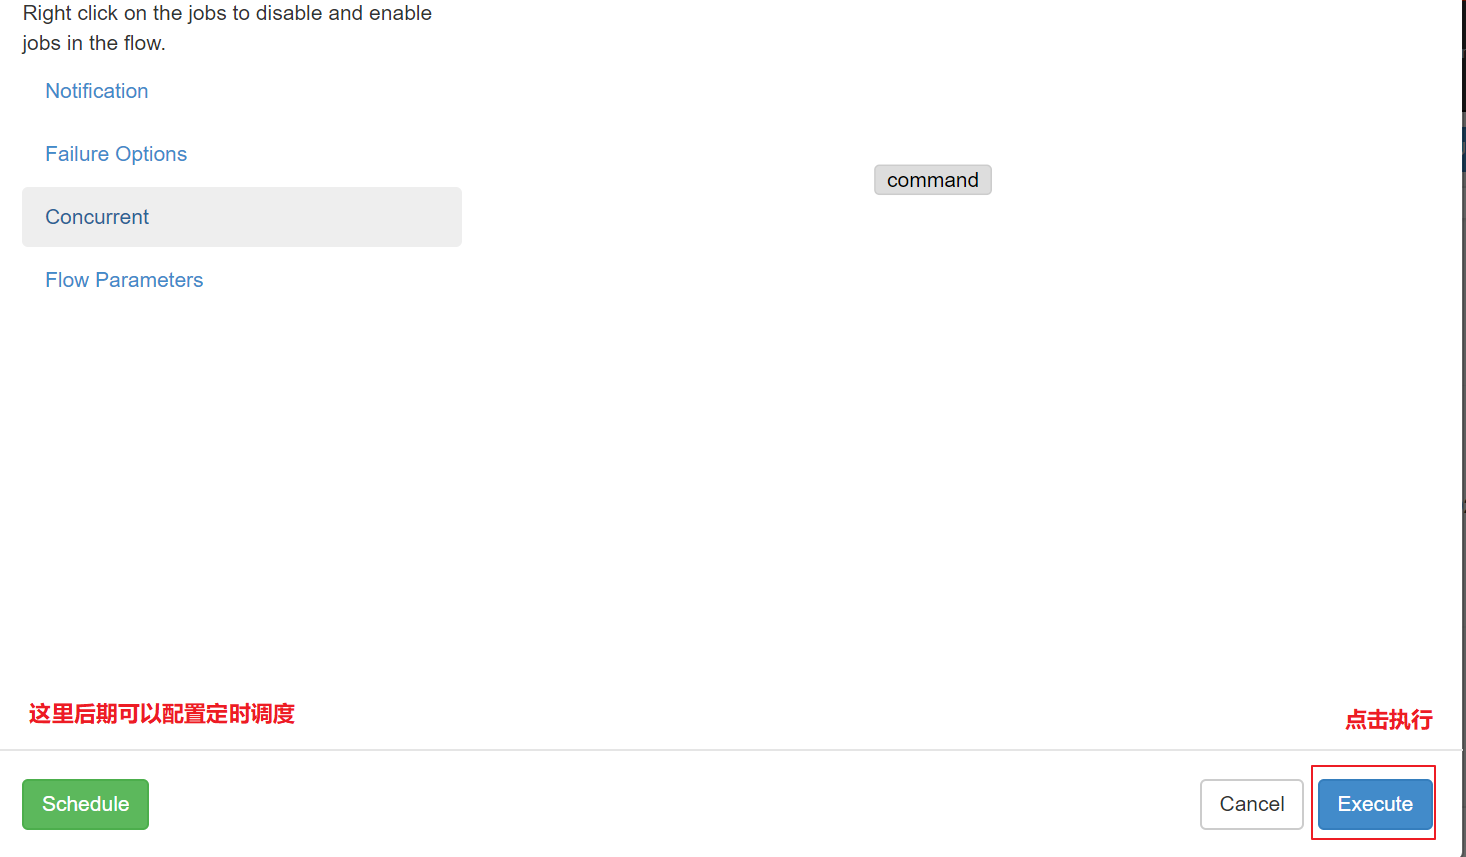 Right click on the jobs to disable and enable
jobs in the flow.
Notification
Failure Options
command
Concurrent
Flow Parameters
这里后期可以配置定时调度
点击执行
Schedule
Cancel
Execute